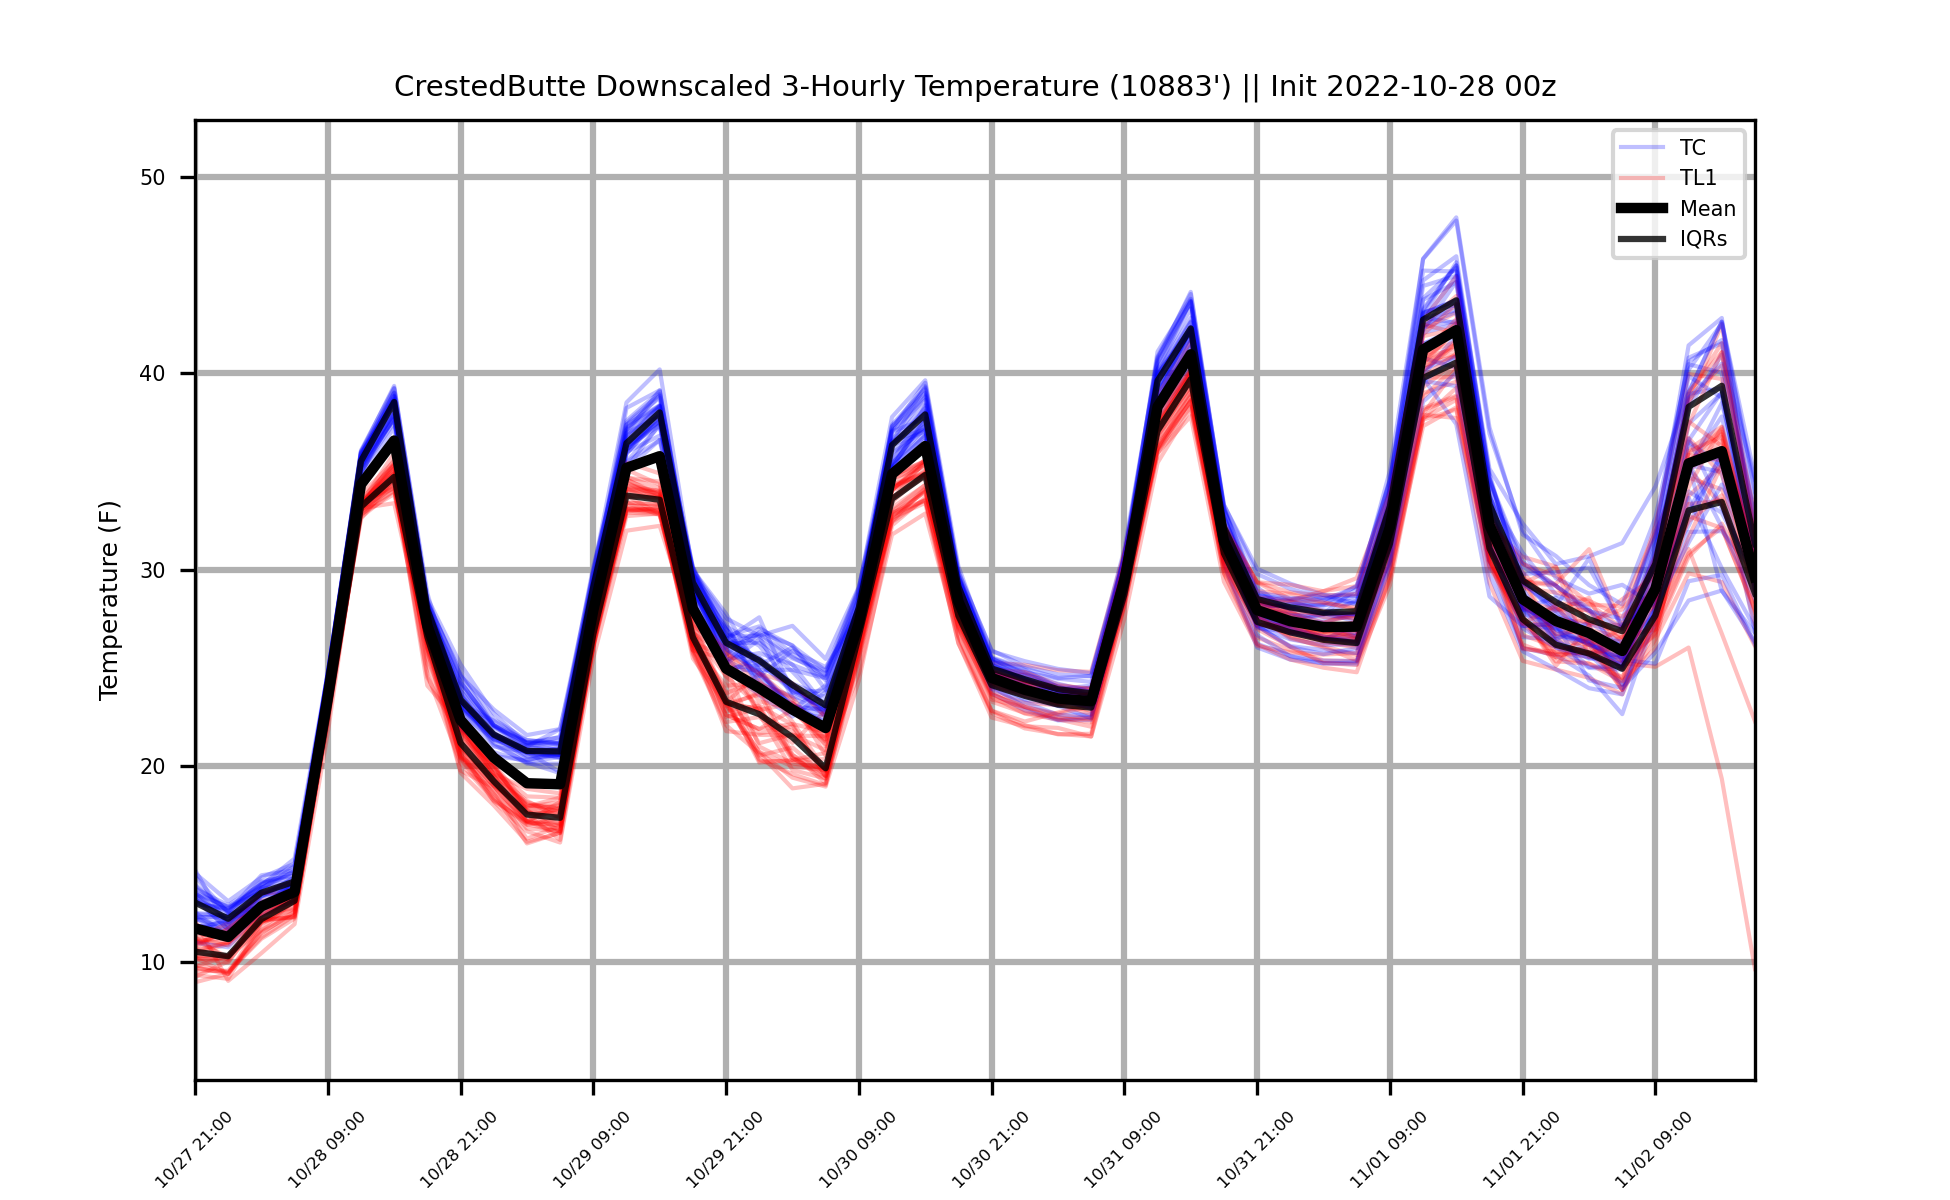 CrestedButte Downscaled 3-Hourly Temperature (10883') || Init 2022-10-28 00z
TC
TL1
Mean
IQRs
Temperature (F)
50
40
30
20
10
10/27 21:00
10/28 09:00
10/28 21:00
10/29 09:00
10/29 21:00
10/30 09:00
10/30 21:00
10/31 09:00
10/31 21:00
11/01 09:00
11/01 21:00
11/02 09:00